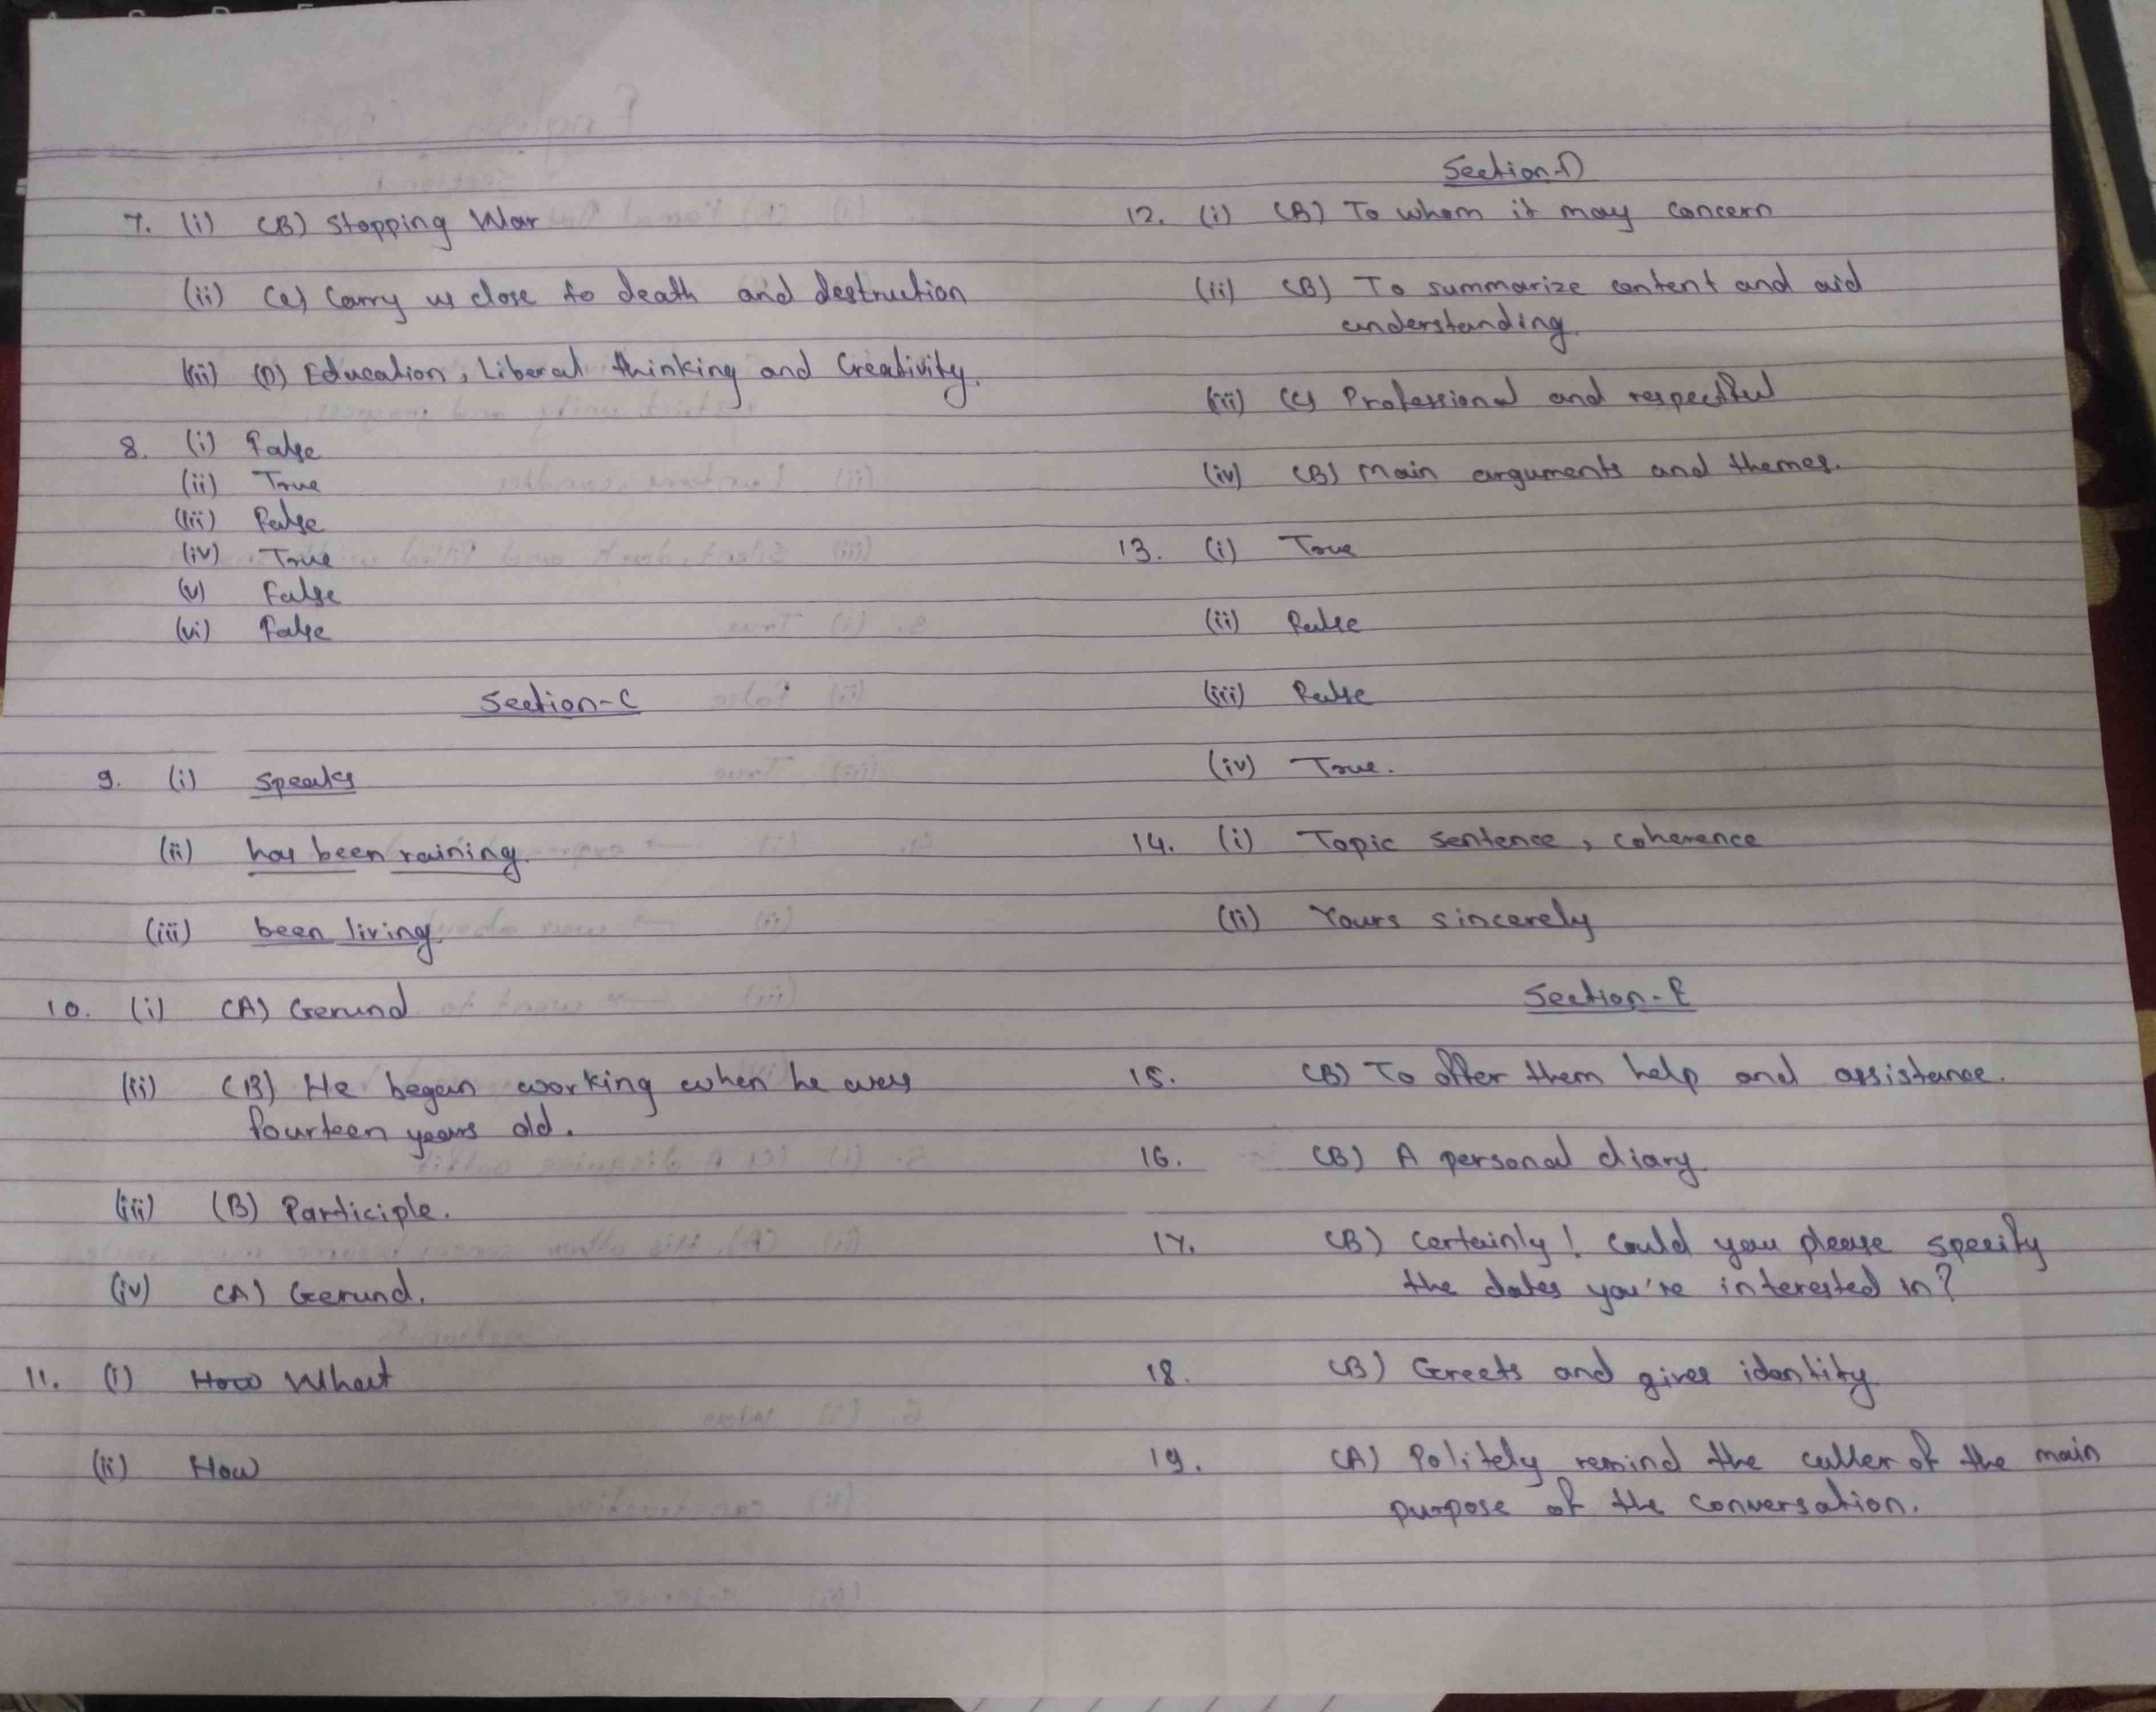 7. (i) (B) Stopping War
(ii) (C) Carry us close to death and destruction
(iii) (D) Education, Liberal thinking and Creativity.
8. (i) False
(ii) True
(iii) False
(iv) True
(v) False
(vi) False
Section-C
9. (i) speaks
(ii) has been raining.
(iii) been living.
10. (i) (A) Gerund
(ii) (B) He began working when he was
fourteen years old.
(iii) (B) Participle.
(iv) (A) Gerund.
11. (i) How What
(ii) How
Section-D
12. (i) (B) To whom it may concern
(ii) (B) To summarize content and aid
understanding.
(iii) (C) Professional and respectful
(iv) (B) Main arguments and themes.
13. (i) True
(ii) False
(iii) False
(iv) True.
14. (i) Topic sentence, coherence
(ii) Yours sincerely
Section-E
15. (B) To offer them help and assistance.
16. (B) A personal diary.
17. (B) Certainly! Could you please specify
the dates you're interested in?
18. (B) Greets and gives identity
19. (A) Politely remind the caller of the main
purpose of the conversation.